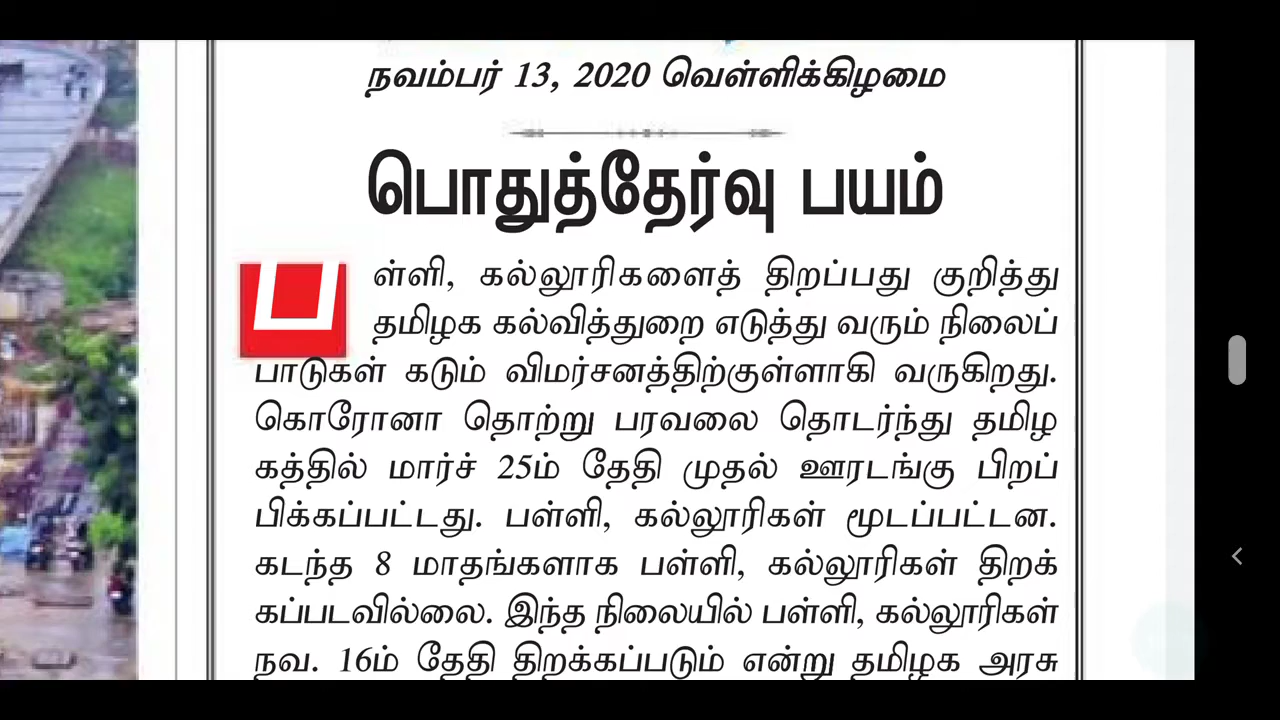 நவம்பர் 13, 2020 வெள்ளிக்கிழமை
பொதுத்தேர்வு பயம்
பள்ளி, கல்லூரிகளைத் திறப்பது குறித்து
தமிழக கல்வித்துறை எடுத்து வரும் நிலைப்
பாடுகள் கடும் விமர்சனத்திற்குள்ளாகி வருகிறது.
கொரோனா தொற்று பரவலை தொடர்ந்து தமிழ
கத்தில் மார்ச் 25ம் தேதி முதல் ஊரடங்கு பிறப்
பிக்கப்பட்டது. பள்ளி, கல்லூரிகள் மூடப்பட்டன.
கடந்த 8 மாதங்களாக பள்ளி, கல்லூரிகள் திறக்
கப்படவில்லை. இந்த நிலையில் பள்ளி, கல்லூரிகள்
நவ. 16ம் தேதி திறக்கப்படும் என்று தமிழக அரசு